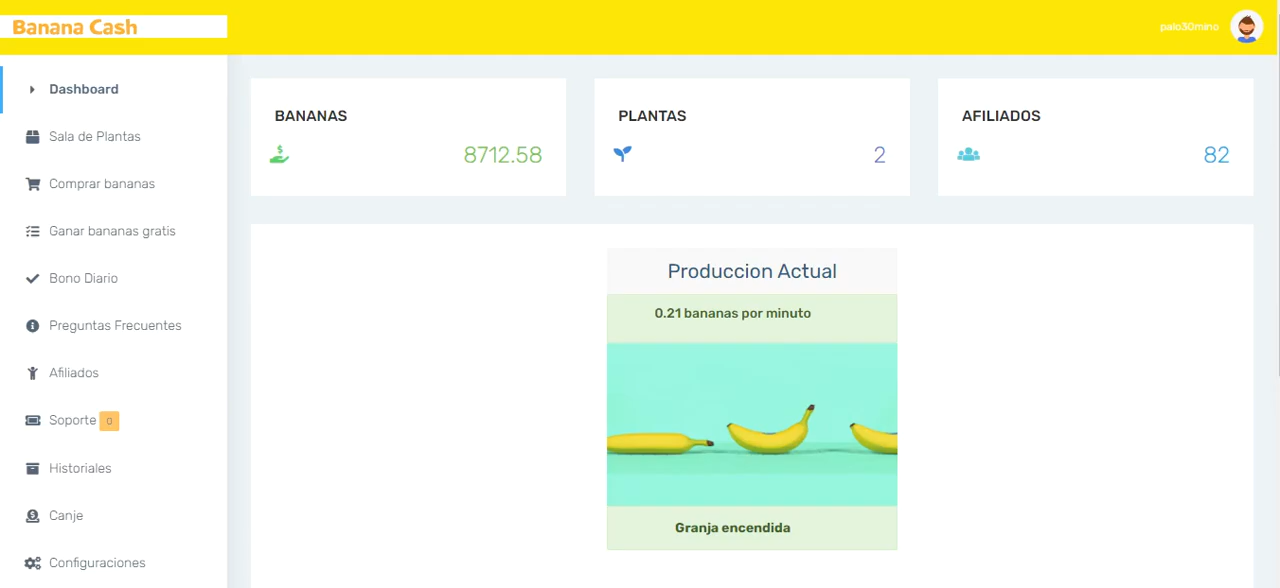 Banana Cash
palo30mino
Dashboard
Sala de Plantas
Comprar bananas
Ganar bananas gratis
Bono Diario
Preguntas Frecuentes
Afiliados
Soporte 0
Historiales
Canje
Configuraciones
BANANAS
8712.58
PLANTAS
2
AFILIADOS
82
Produccion Actual
0.21 bananas por minuto
Granja encendida